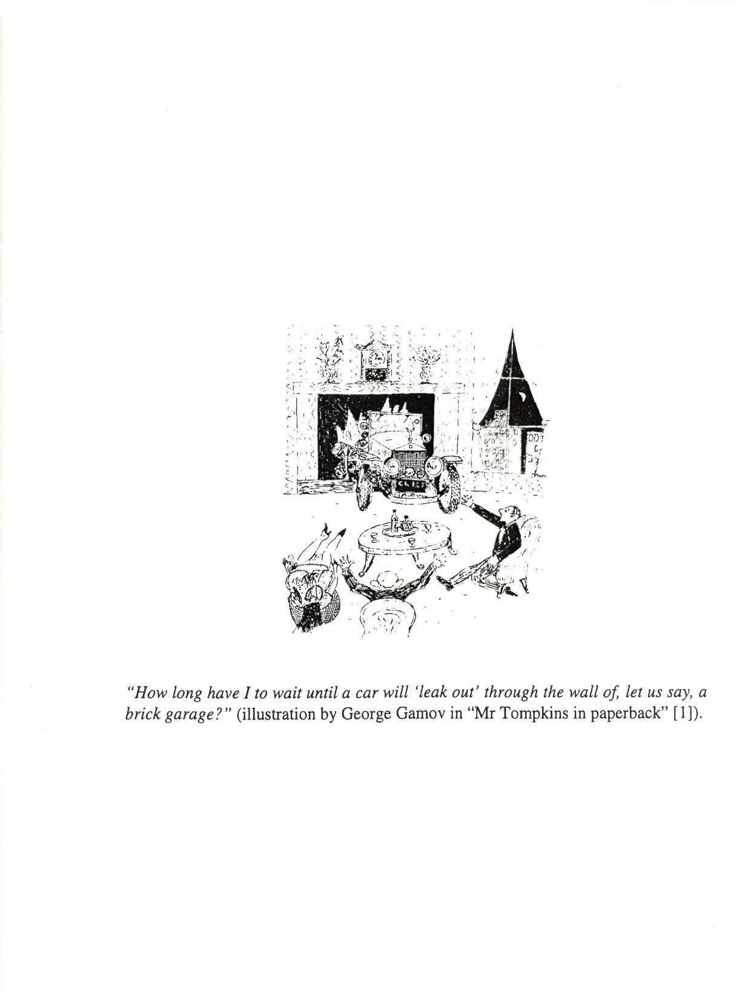 “How long have I to wait until a car will ‘leak out’ through the wall of, let us say, a
brick garage?” (illustration by George Gamov in “Mr Tompkins in paperback” [1]).